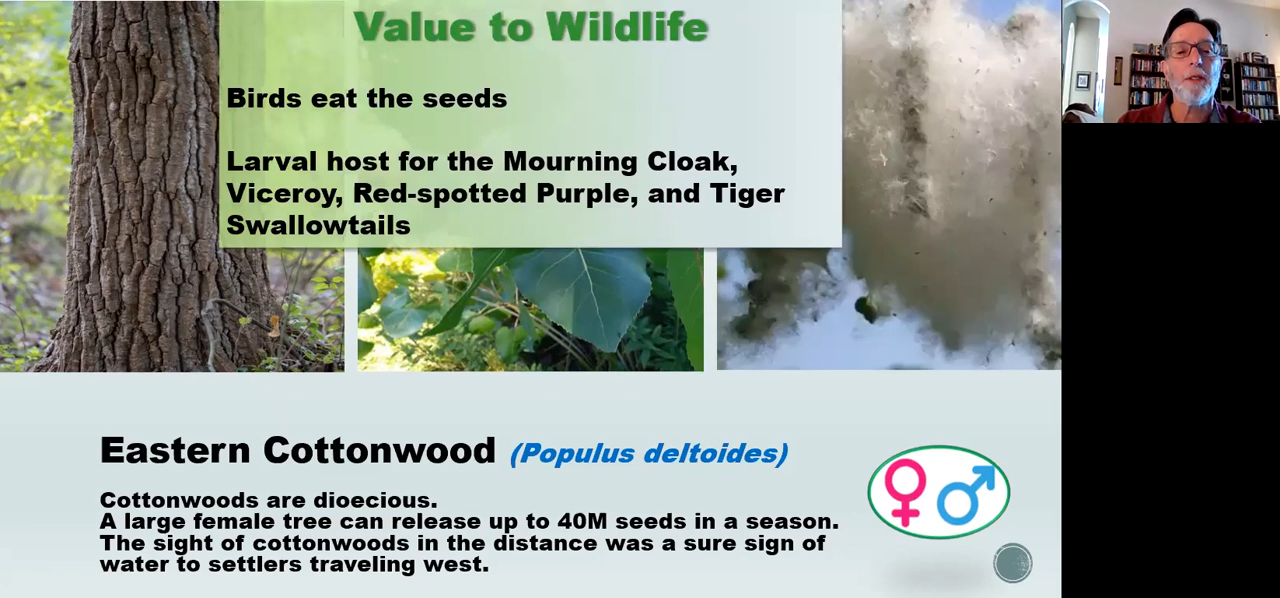 Value to Wildlife
Birds eat the seeds
Larval host for the Mourning Cloak,
Viceroy, Red-spotted Purple, and Tiger
Swallowtails
Eastern Cottonwood (Populus deltoides)
Cottonwoods are dioecious.
A large female tree can release up to 40M seeds in a season.
The sight of cottonwoods in the distance was a sure sign of
water to settlers traveling west.